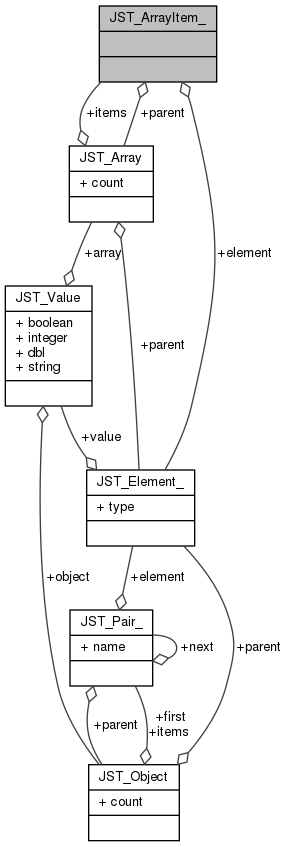 JST_ArrayItem_
+items
+parent
JST_Array
+ count
+element
+array
JST_Value
+ boolean
+ integer
+ dbl
+ string
+parent
+value
JST_Element_
+ type
+object
+element
JST_Pair_
+ name
+next
+parent
+parent
+first
+items
JST_Object
+ count